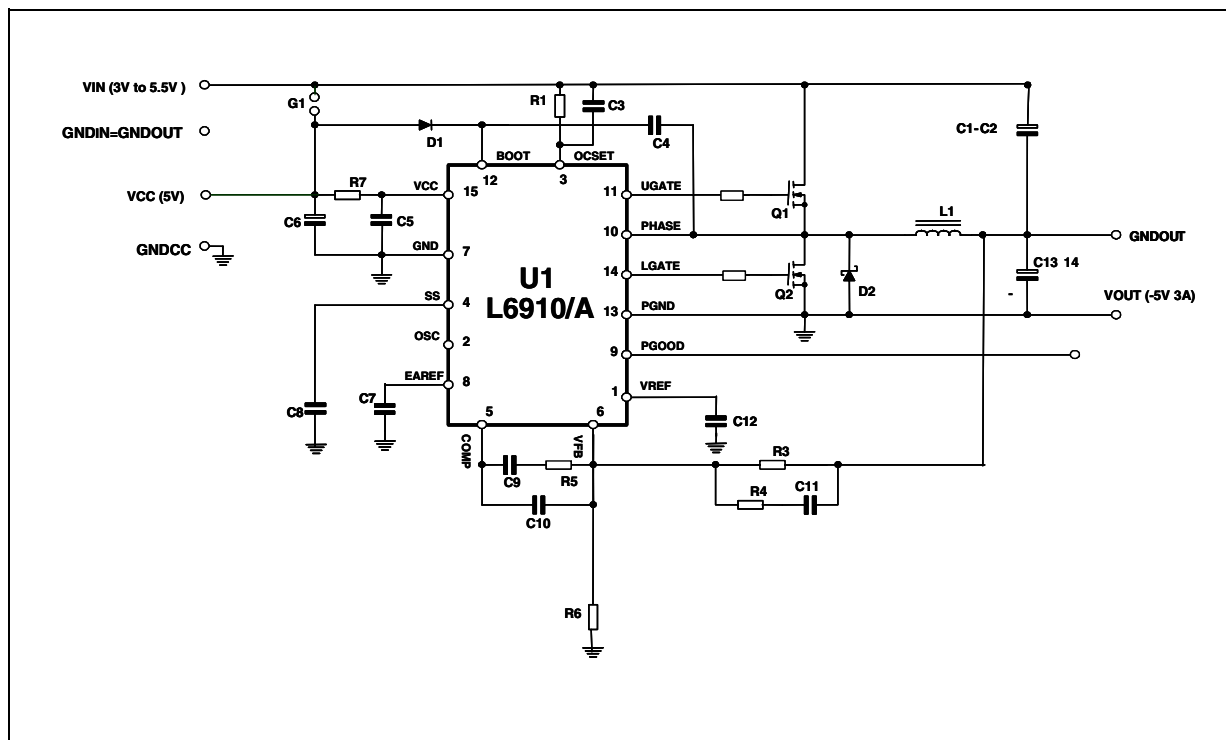 VIN (3V to 5.5V )
G1
R1
C3
C1-C2
GNDIN=GNDOUT
D1
C4
BOOT
OCSET
12
3
R7
VCC
15
11
UGATE
Q1
VCC (5V)
C6
C5
L1
10
PHASE
GNDOUT
GNDCC
GND
7
U1
L6910/A
14
LGATE
Q2
D2
C13 14
-
VOUT (-5V 3A)
SS
4
13
PGND
OSC
2
9
PGOOD
EAREF
8
1
VREF
C8
C7
5
6
C12
COMP
VFB
C9
R5
R3
C10
R4
C11
R6